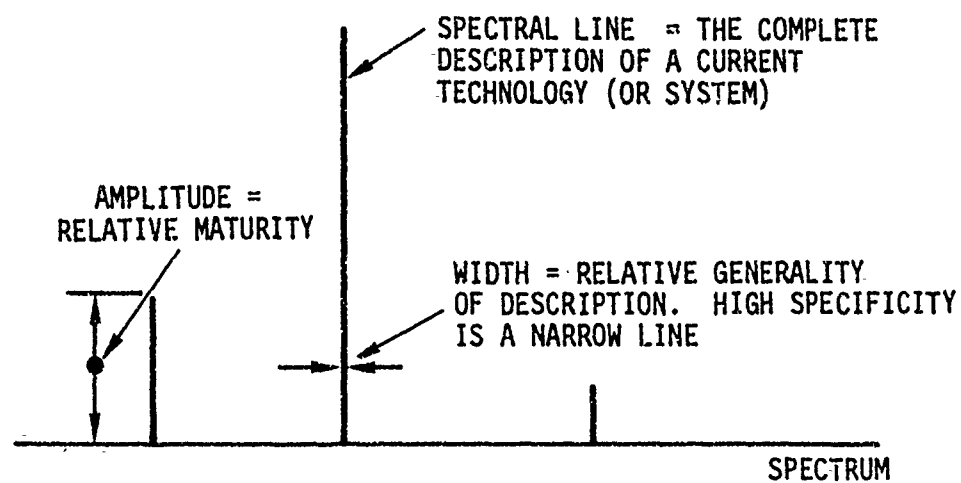 SPECTRAL LINE = THE COMPLETE
DESCRIPTION OF A CURRENT
TECHNOLOGY (OR SYSTEM)
AMPLITUDE =
RELATIVE MATURITY
WIDTH = RELATIVE GENERALITY
OF DESCRIPTION. HIGH SPECIFICITY
IS A NARROW LINE
SPECTRUM